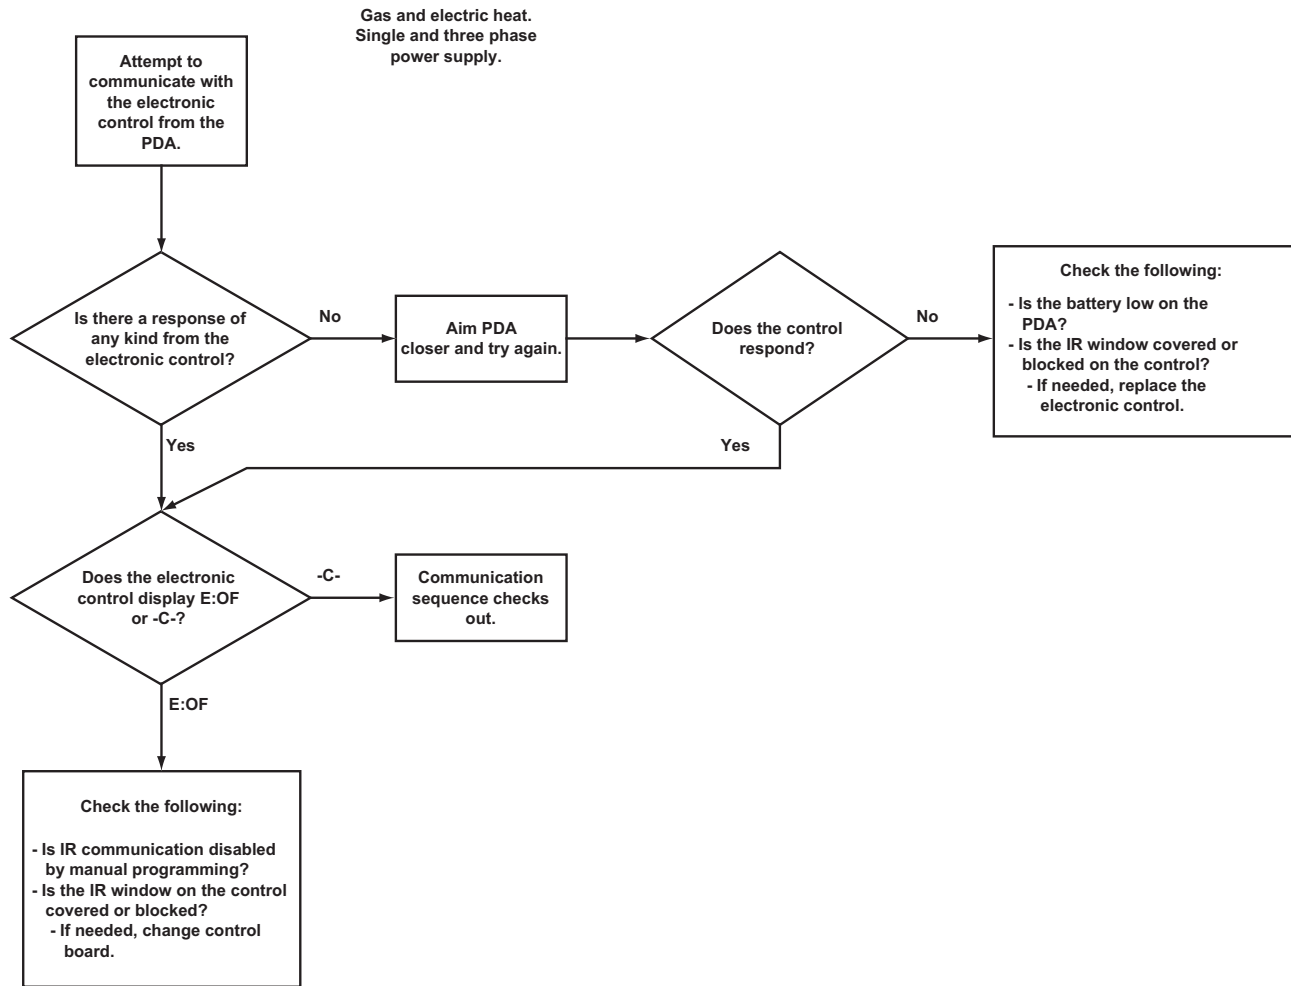 Gas and electric heat.
Single and three phase
power supply.
Attempt to
communicate with
the electronic
control from the
PDA.
Is there a response of
any kind from the
electronic control?
No
Aim PDA
closer and try again.
Does the control
respond?
No
Check the following:
- Is the battery low on the
PDA?
- Is the IR window covered or
blocked on the control?
- If needed, replace the
electronic control.
Yes
Yes
Does the electronic
control display E:OF
or -C-?
-C-
Communication
sequence checks
out.
E:OF
Check the following:
- Is IR communication disabled
by manual programming?
- Is the IR window on the control
covered or blocked?
- If needed, change control
board.